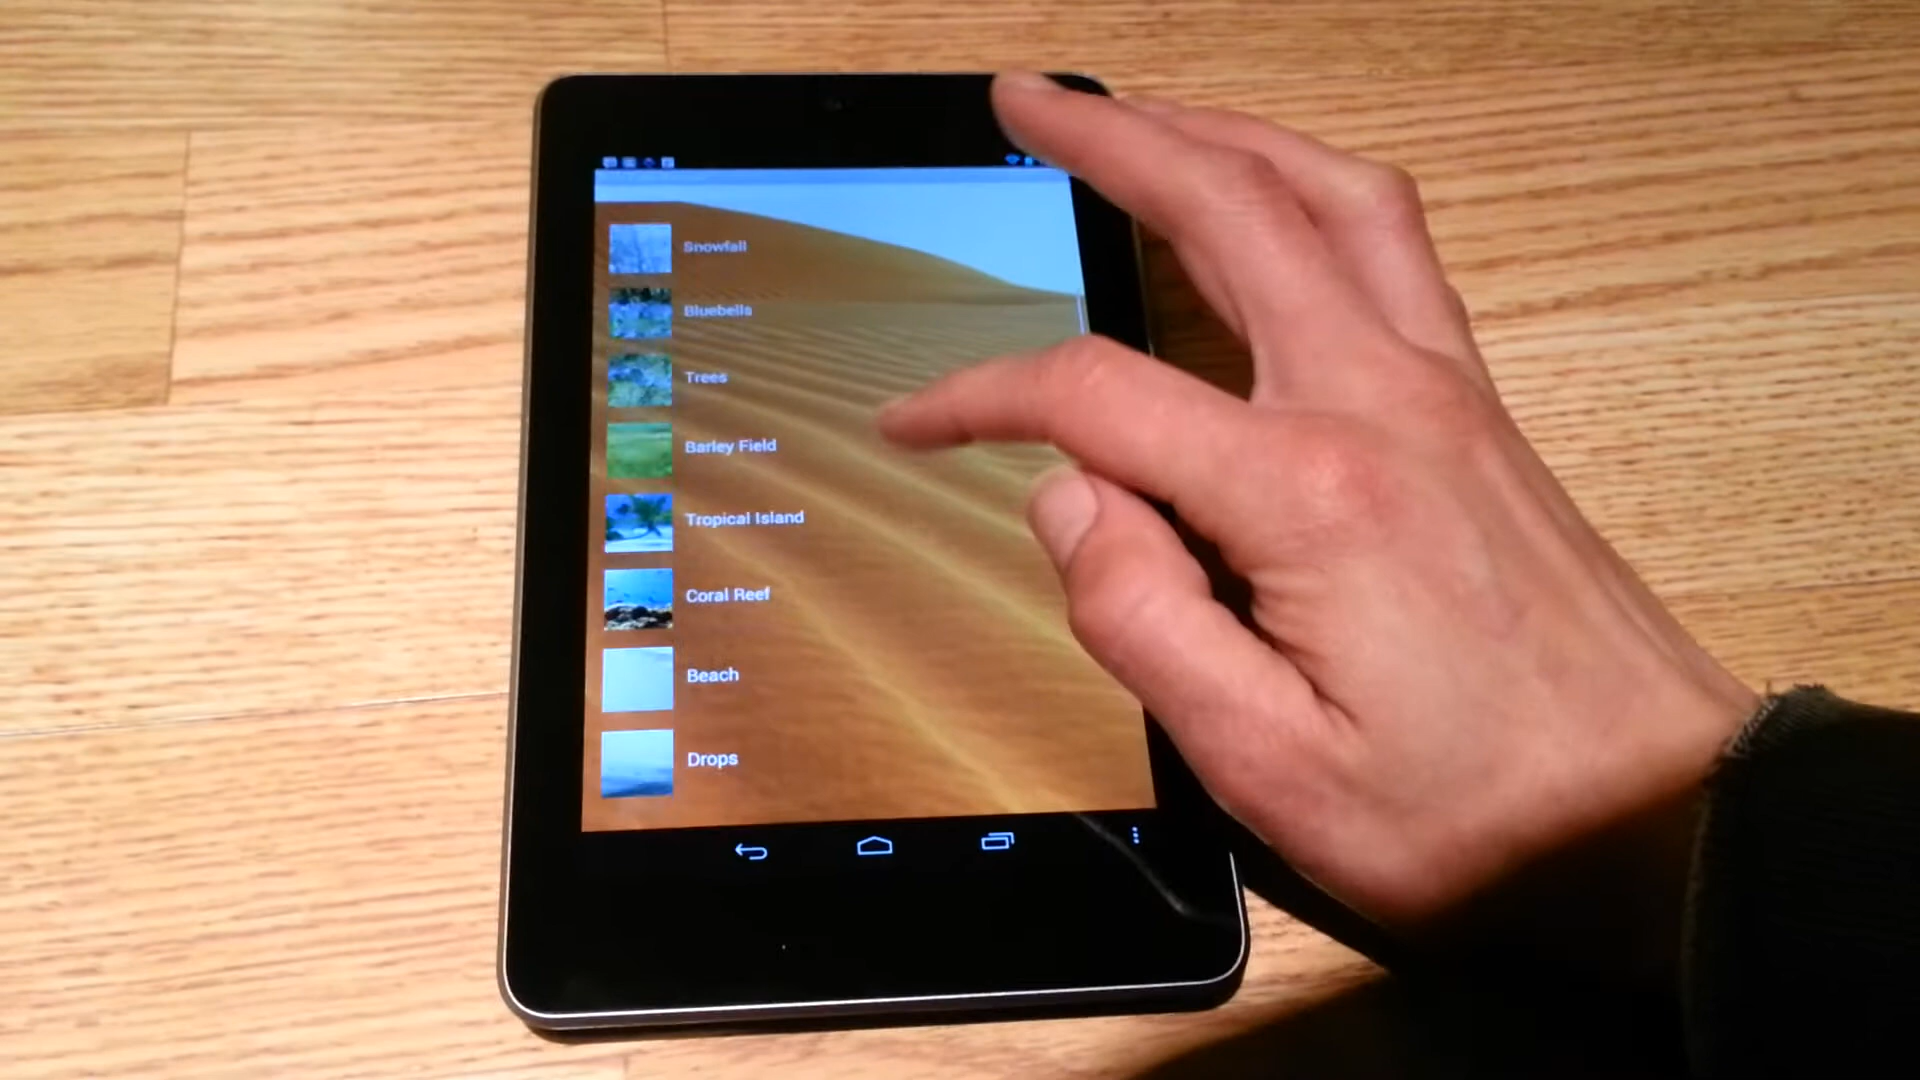 Snowfall
Bluebells
Trees
Barley Field
Tropical Island
Coral Reef
Beach
Drops